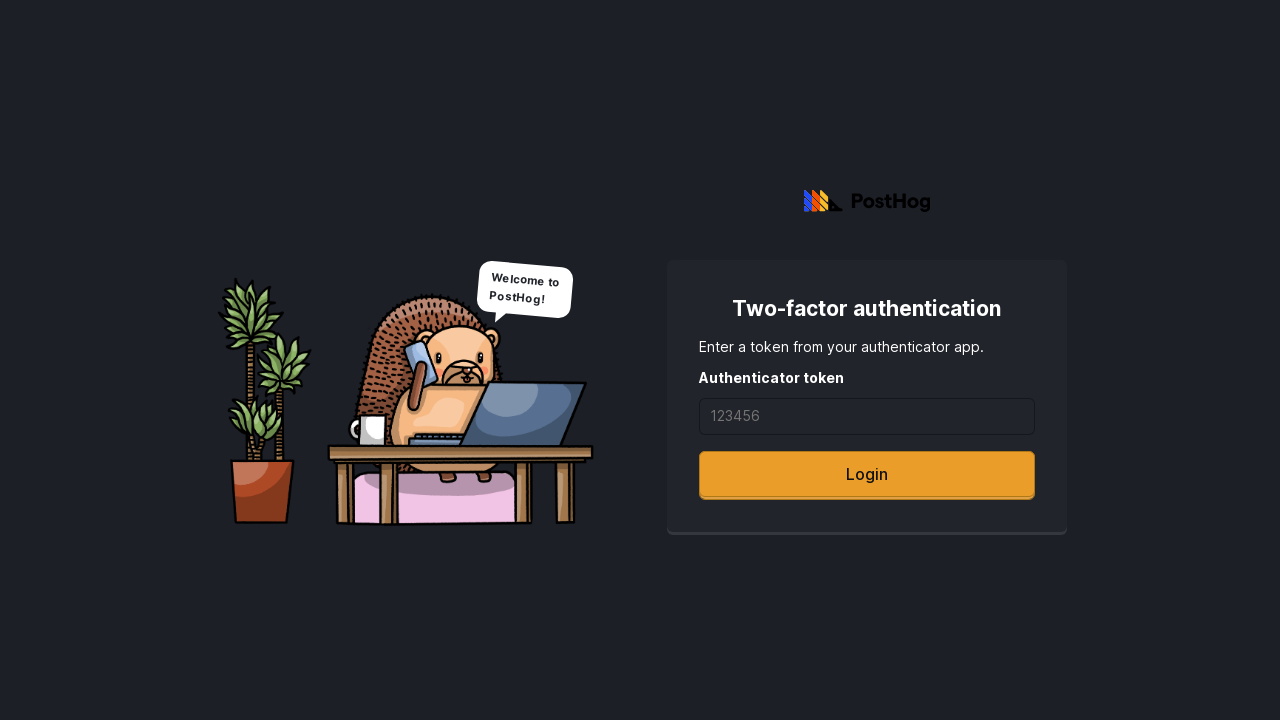 PostHog
Welcome to
PostHog!
Two-factor authentication
Enter a token from your authenticator app.
Authenticator token
123456
Login